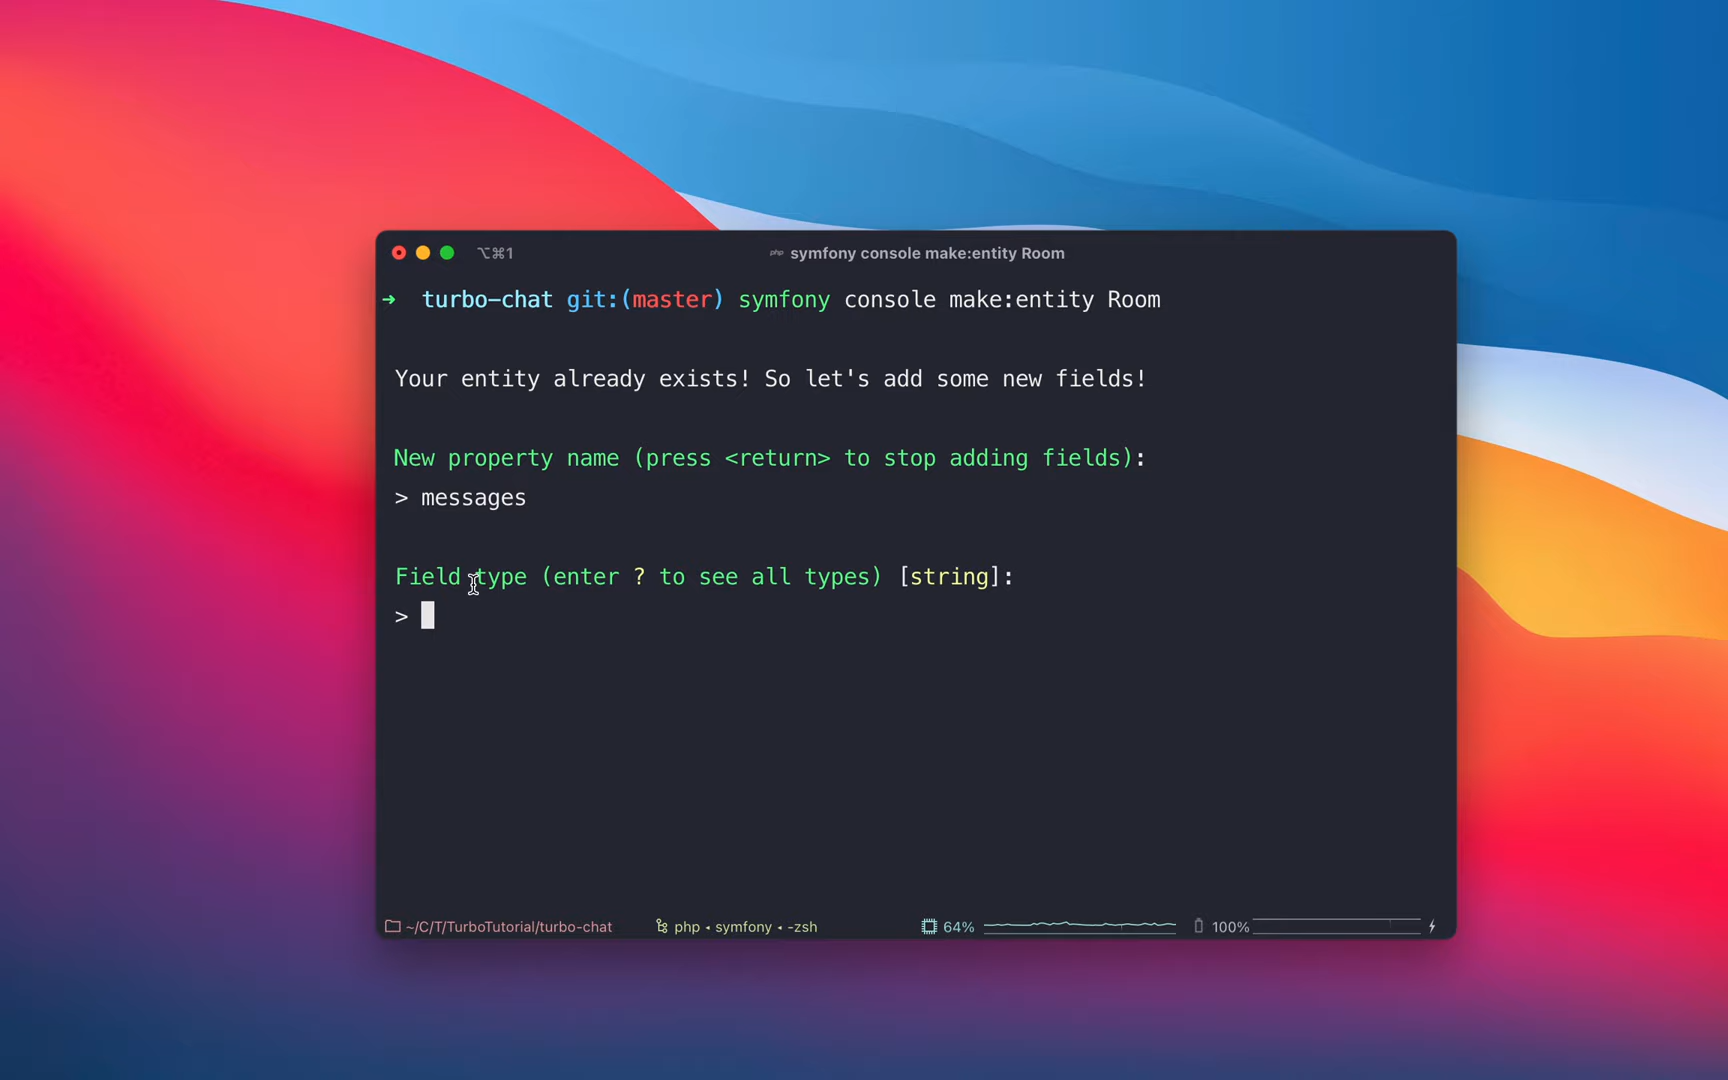 ⌥⌘1
php symfony console make:entity Room
➜ turbo-chat git:(master) symfony console make:entity Room
Your entity already exists! So let's add some new fields!
New property name (press <return> to stop adding fields):
> messages
Field type (enter ? to see all types) [string]:
>
~/C/T/TurboTutorial/turbo-chat php ◂ symfony ◂ -zsh 64% 100%